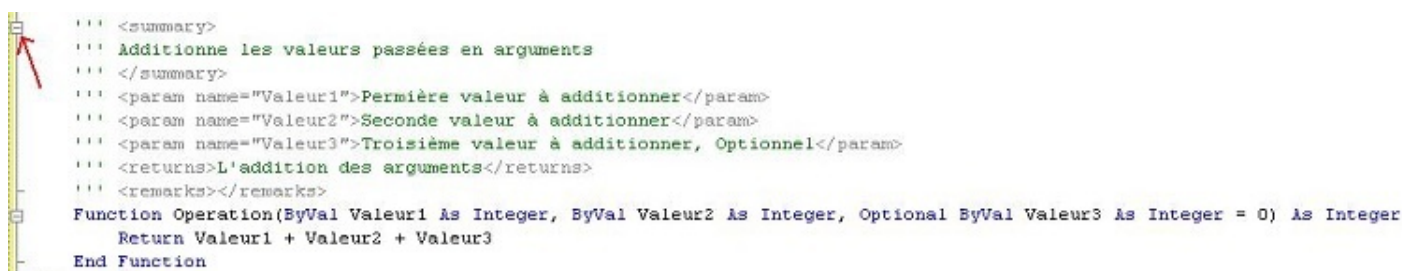 ''' <summary>
''' Additionne les valeurs passées en arguments
''' </summary>
''' <param name="Valeur1">Permière valeur à additionner</param>
''' <param name="Valeur2">Seconde valeur à additionner</param>
''' <param name="Valeur3">Troisième valeur à additionner, Optionnel</param>
''' <returns>L'addition des arguments</returns>
''' <remarks></remarks>
Function Operation(ByVal Valeur1 As Integer, ByVal Valeur2 As Integer, Optional ByVal Valeur3 As Integer = 0) As Integer
Return Valeur1 + Valeur2 + Valeur3
End Function